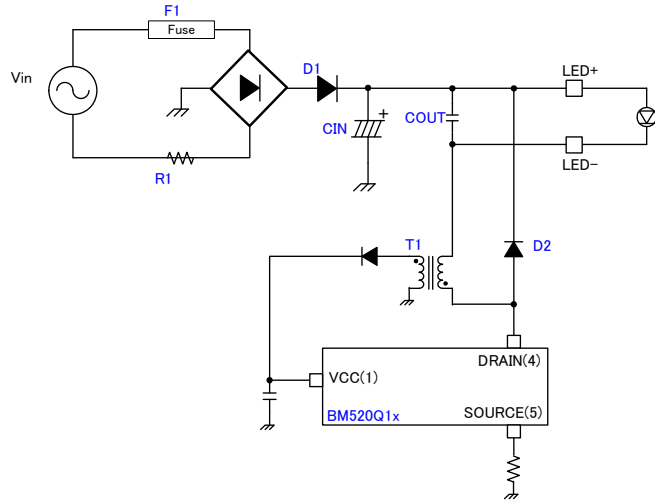 F1
Fuse
Vin
D1
LED+
CIN
+
COUT
LED-
R1
T1
D2
DRAIN(4)
VCC(1)
SOURCE(5)
BM520Q1x